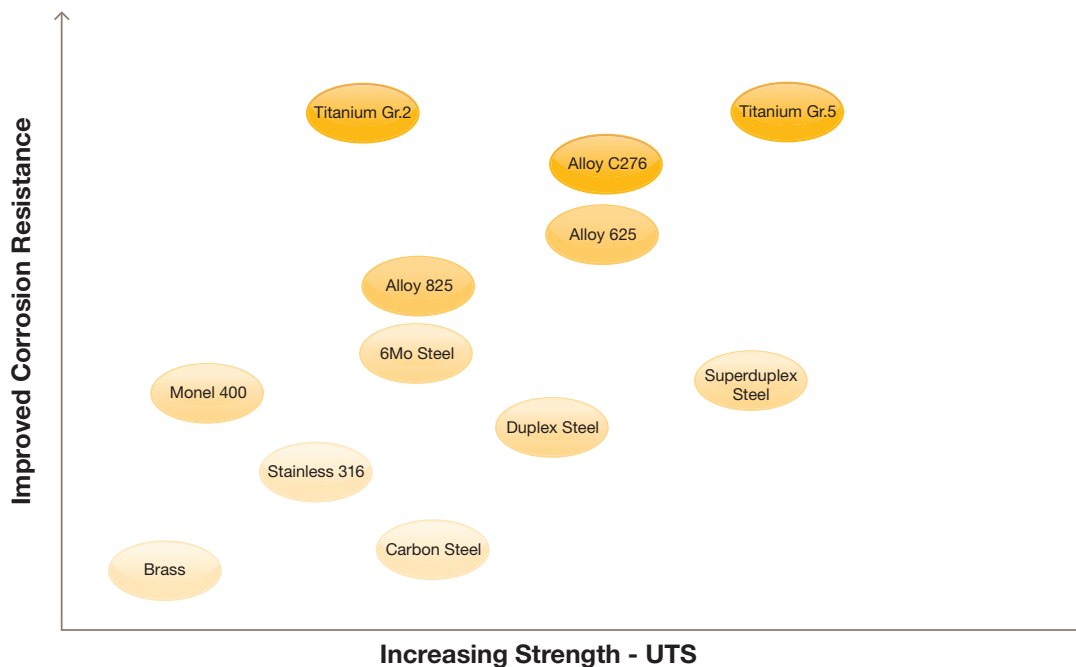 Improved Corrosion Resistance
Titanium Gr.2
Titanium Gr.5
Alloy C276
Alloy 625
Alloy 825
6Mo Steel
Monel 400
Superduplex
Steel
Duplex Steel
Stainless 316
Carbon Steel
Brass
Increasing Strength - UTS